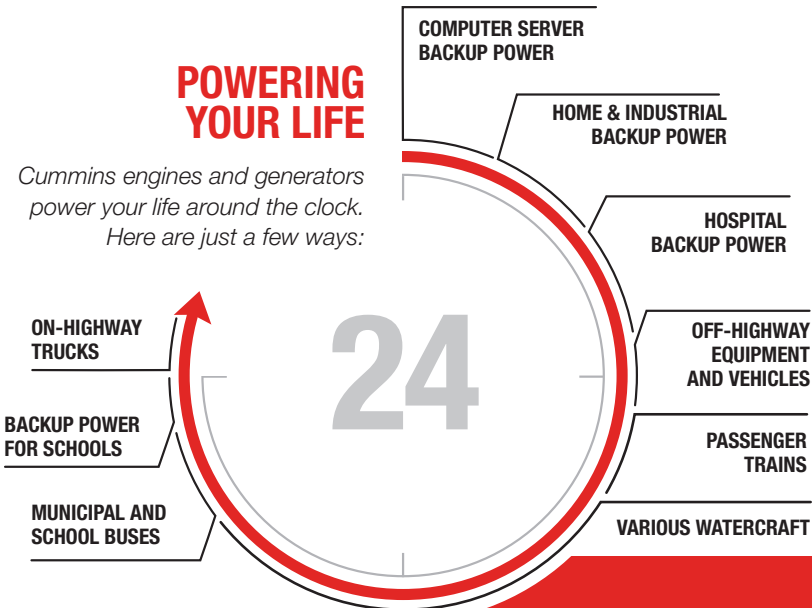 POWERING
YOUR LIFE
Cummins engines and generators
power your life around the clock.
Here are just a few ways:
COMPUTER SERVER
BACKUP POWER
HOME & INDUSTRIAL
BACKUP POWER
HOSPITAL
BACKUP POWER
OFF-HIGHWAY
EQUIPMENT
AND VEHICLES
PASSENGER
TRAINS
VARIOUS WATERCRAFT
MUNICIPAL AND
SCHOOL BUSES
BACKUP POWER
FOR SCHOOLS
ON-HIGHWAY
TRUCKS
24